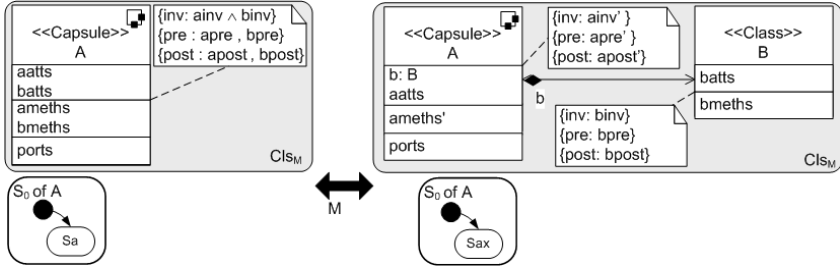 <<Capsule>>
A
aatts
batts
ameths
bmeths
ports
{inv: ainv ∧ binv}
{pre : apre , bpre}
{post : apost , bpost}
ClsM
S0 of A
Sa
M
<<Capsule>>
A
b: B
aatts
ameths'
ports
{inv: ainv' }
{pre: apre' }
{post: apost'}
b
<<Class>>
B
batts
bmeths
{inv: binv}
{pre: bpre}
{post: bpost}
ClsM
S0 of A
Sax